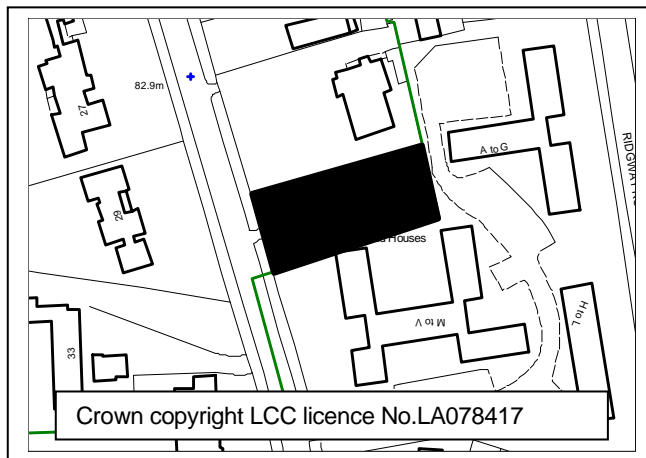 82.9m
27
A to G
RIDGWAY R
29
Houses
M to V
H to L
33
Crown copyright LCC licence No.LA078417